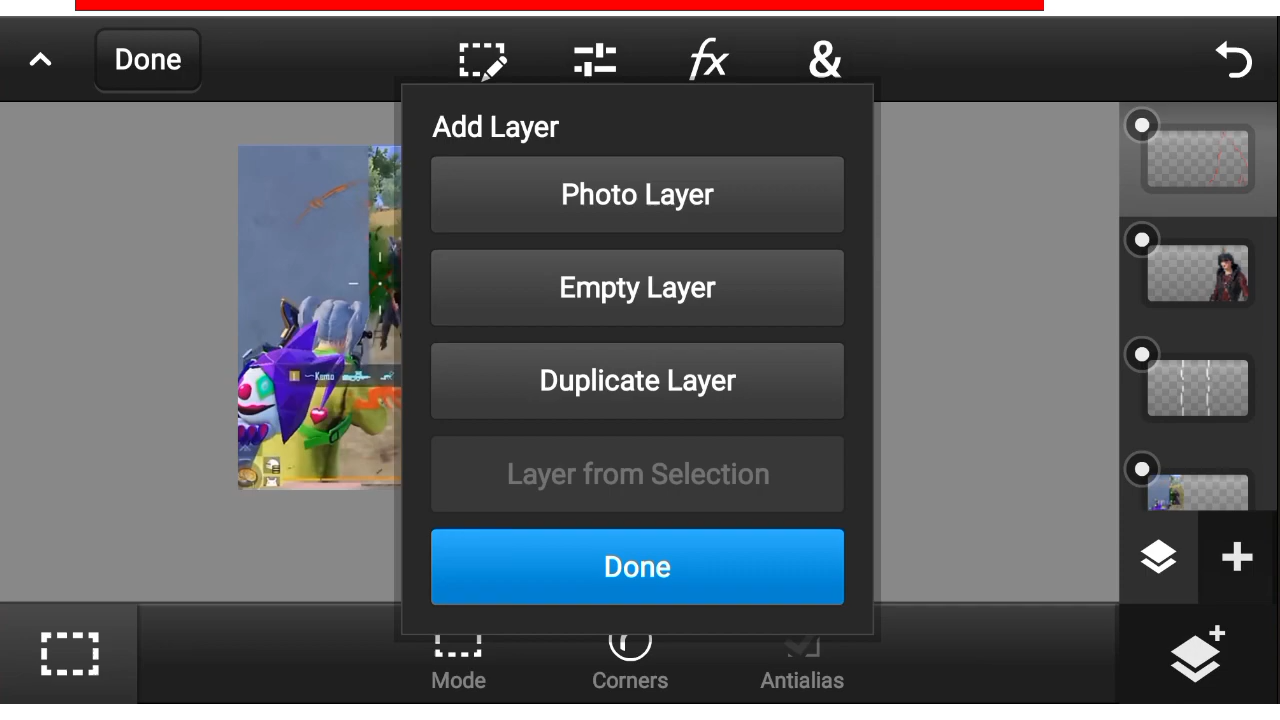 Done
fx
&
Add Layer
Photo Layer
Empty Layer
Duplicate Layer
Layer from Selection
Done
Mode
Corners
Antialias